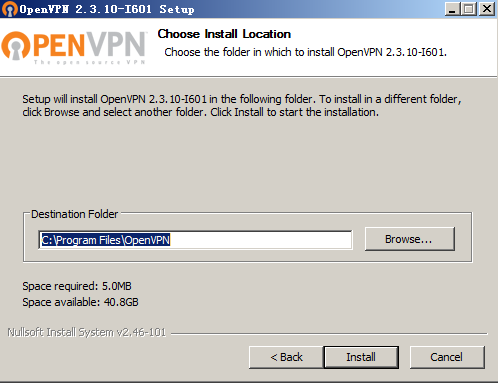 OpenVPN 2.3.10-I601 Setup
OPENVPN
The open source VPN
Choose Install Location
Choose the folder in which to install OpenVPN 2.3.10-I601.
Setup will install OpenVPN 2.3.10-I601 in the following folder. To install in a different folder,
click Browse and select another folder. Click Install to start the installation.
Destination Folder
C:\Program Files\OpenVPN
Browse...
Space required: 5.0MB
Space available: 40.8GB
Nullsoft Install System v2.46-101
< Back
Install
Cancel